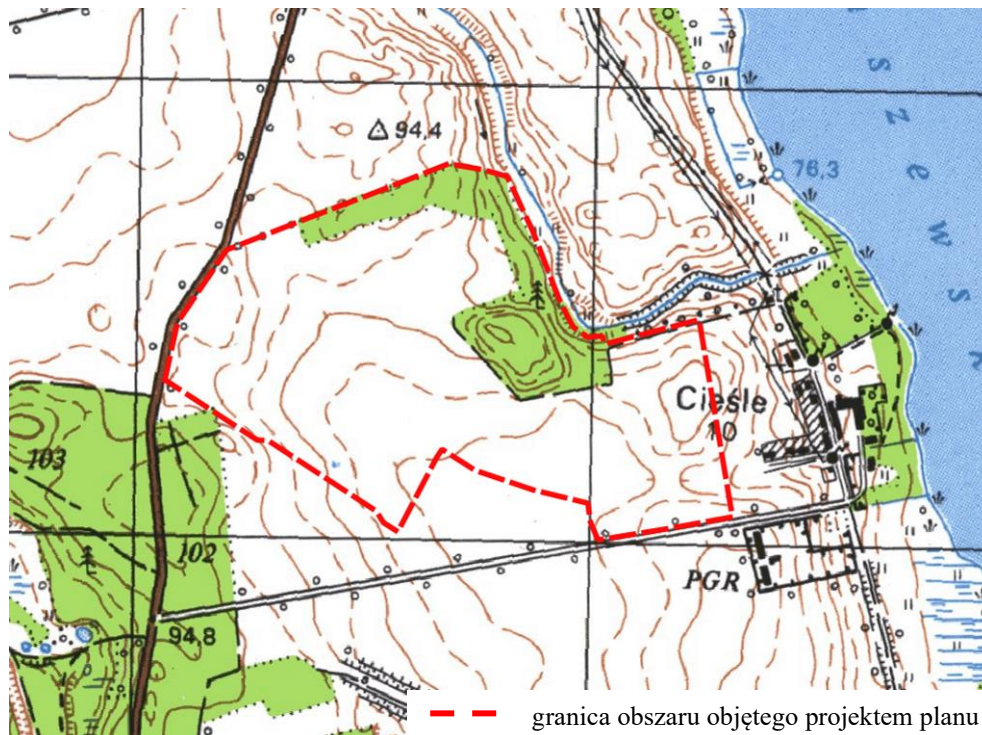 94,4
76,3
s
z
e
w
s
k
Cieśle
10
103
102
PGR
94,8
granica obszaru objętego projektem planu